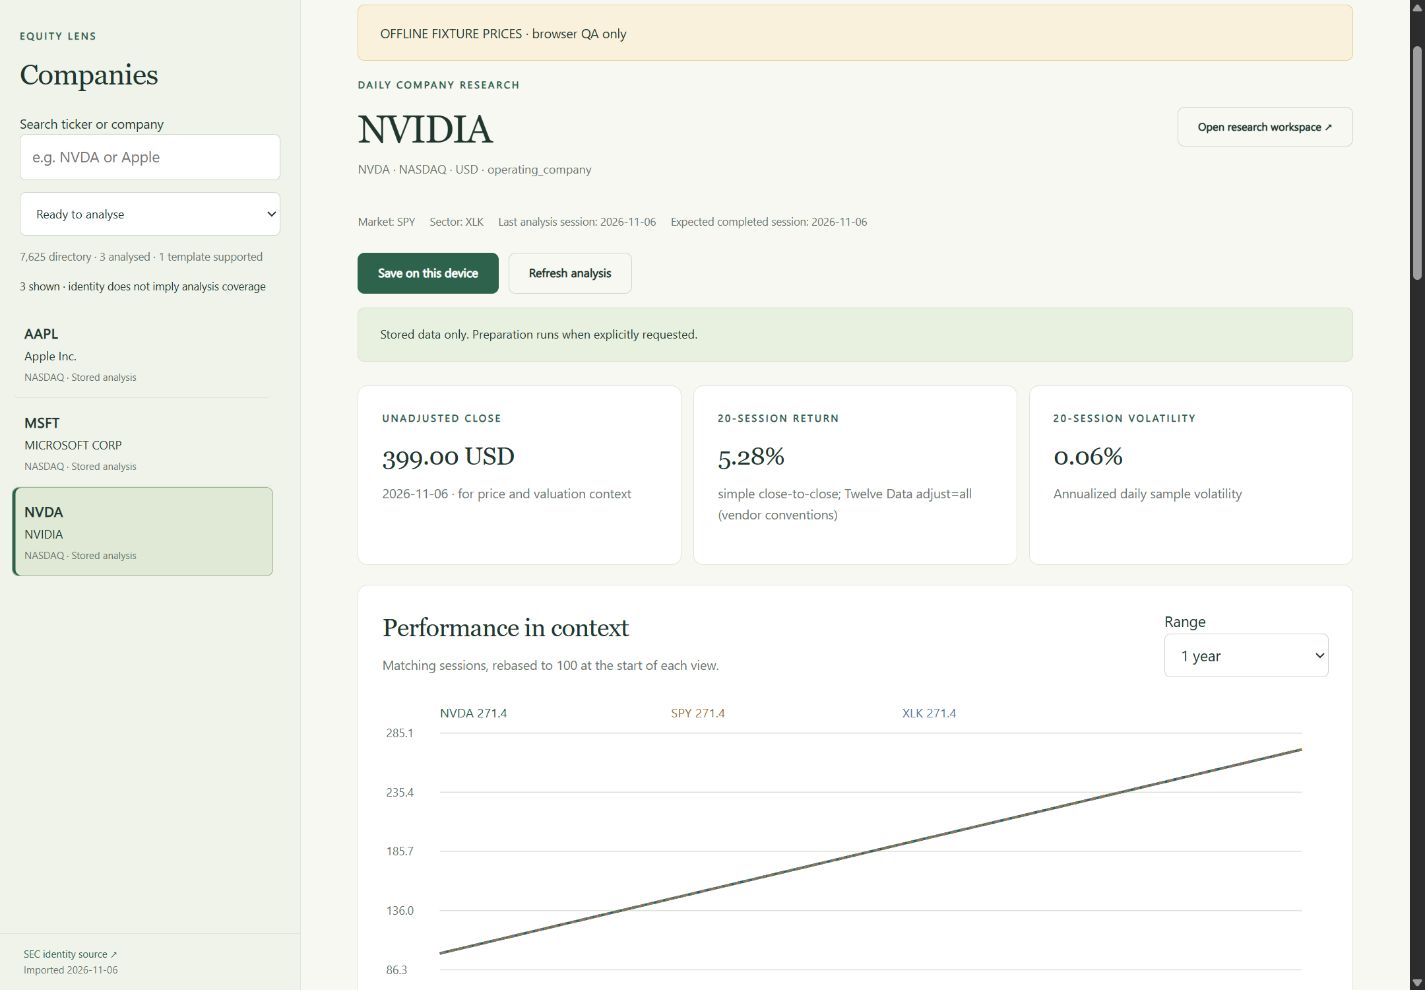 EQUITY LENS
Companies
Search ticker or company
e.g. NVDA or Apple
Ready to analyse
7,625 directory · 3 analysed · 1 template supported
3 shown · identity does not imply analysis coverage
AAPL
Apple Inc.
NASDAQ · Stored analysis
MSFT
MICROSOFT CORP
NASDAQ · Stored analysis
NVDA
NVIDIA
NASDAQ · Stored analysis
SEC identity source ↗
Imported 2026-11-06
OFFLINE FIXTURE PRICES · browser QA only
DAILY COMPANY RESEARCH
NVIDIA
Open research workspace ↗
NVDA · NASDAQ · USD · operating_company
Market: SPY Sector: XLK Last analysis session: 2026-11-06 Expected completed session: 2026-11-06
Save on this device
Refresh analysis
Stored data only. Preparation runs when explicitly requested.
UNADJUSTED CLOSE
399.00 USD
2026-11-06 · for price and valuation context
20-SESSION RETURN
5.28%
simple close-to-close; Twelve Data adjust=all
(vendor conventions)
20-SESSION VOLATILITY
0.06%
Annualized daily sample volatility
Performance in context
Matching sessions, rebased to 100 at the start of each view.
Range
1 year
NVDA 271.4 SPY 271.4 XLK 271.4
285.1
235.4
185.7
136.0
86.3